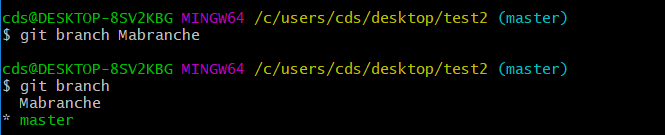 cds@DESKTOP-8SV2KBG MINGW64 /c/users/cds/desktop/test2 (master)
$ git branch Mabranche
cds@DESKTOP-8SV2KBG MINGW64 /c/users/cds/desktop/test2 (master)
$ git branch
  Mabranche
* master